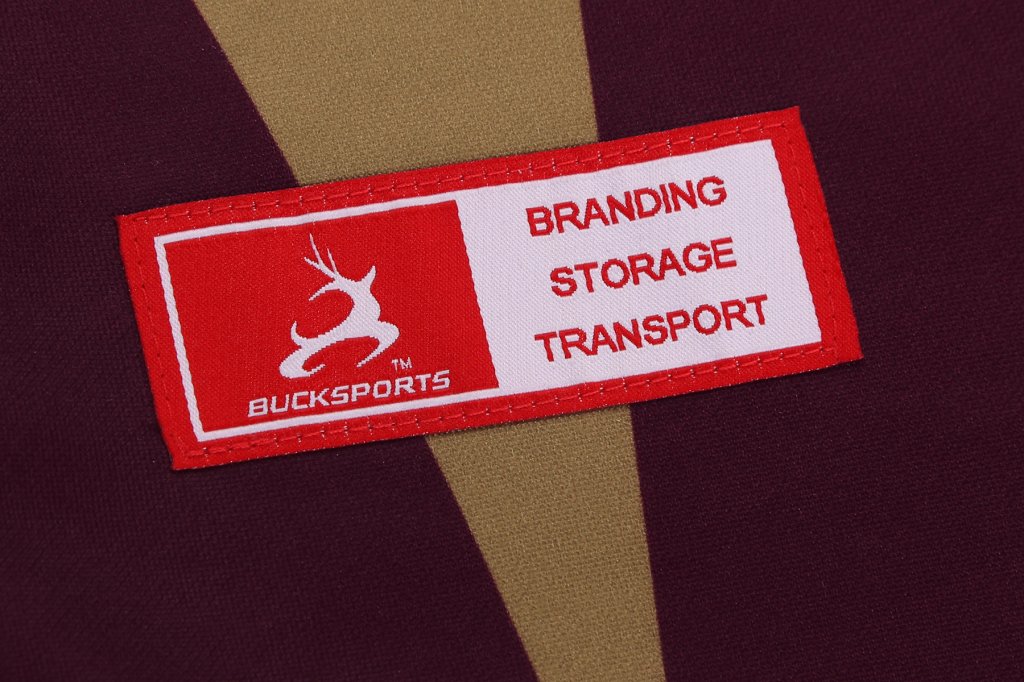 BRANDING
STORAGE
TRANSPORT
TM
BUCKSPORTS